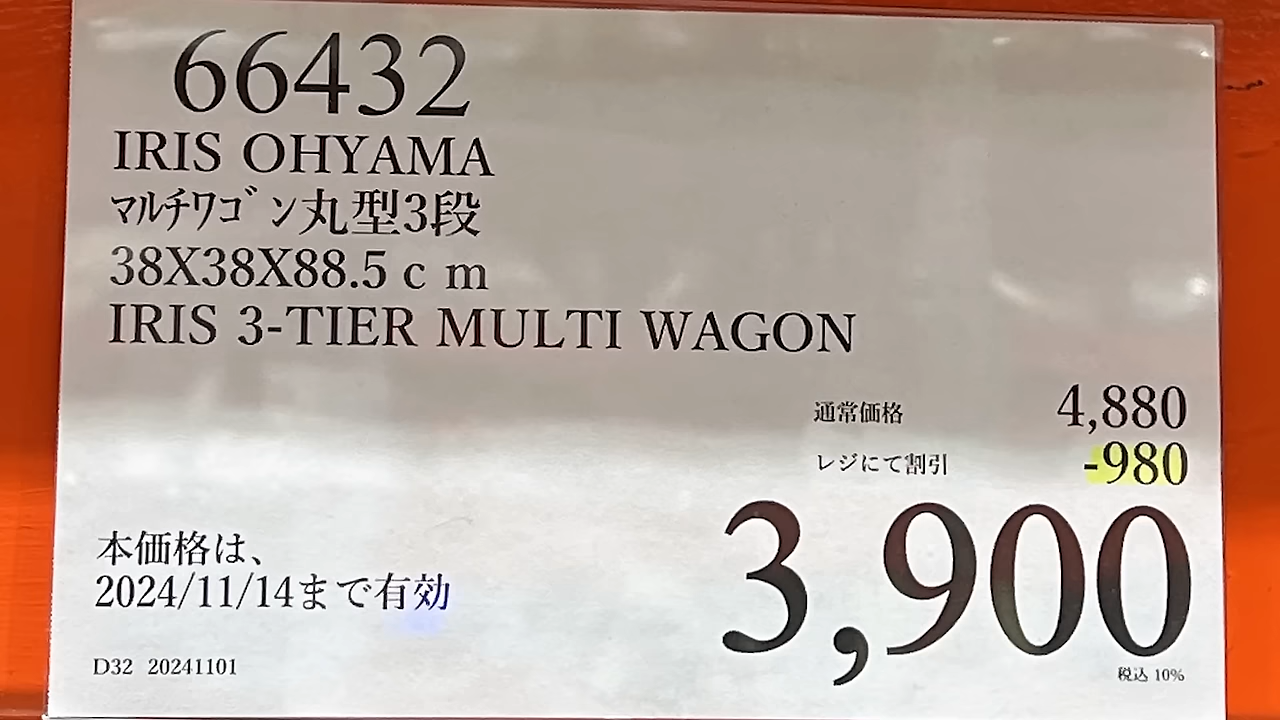 66432
IRIS OHYAMA
ﾏﾙﾁﾜｺﾞﾝ丸型3段
38X38X88.5ｃｍ
IRIS 3-TIER MULTI WAGON
通常価格 4,880
レジにて割引 -980
3,900
本価格は、
2024/11/14まで有効
税込 10%
D32 20241101